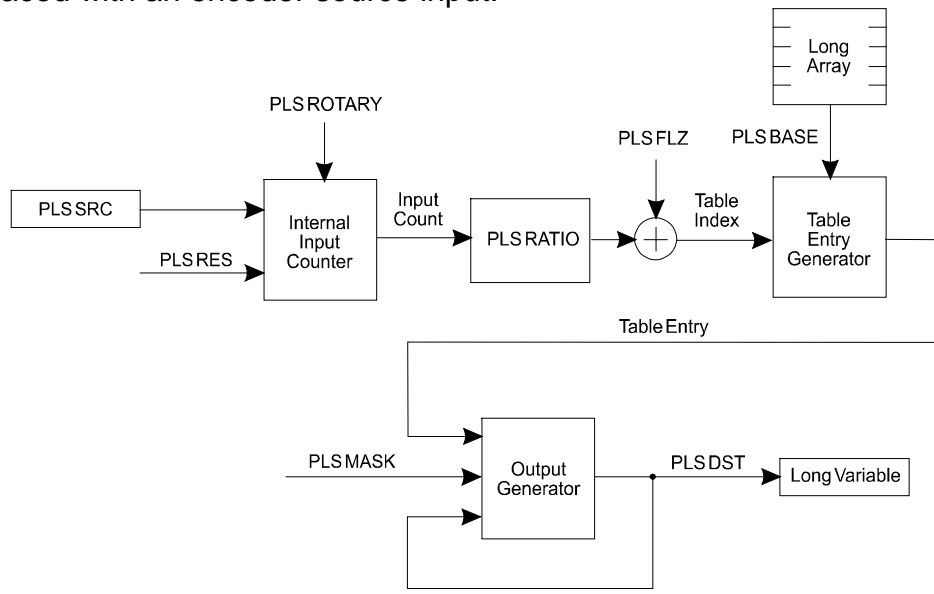 aced with an encoder source input.
Long
Array
PLS ROTARY
PLS FLZ
PLS BASE
PLS SRC
Internal
Input
Counter
Input
Count
PLS RATIO
Table
Index
Table
Entry
Generator
PLS RES
Table Entry
PLS MASK
Output
Generator
PLS DST
Long Variable